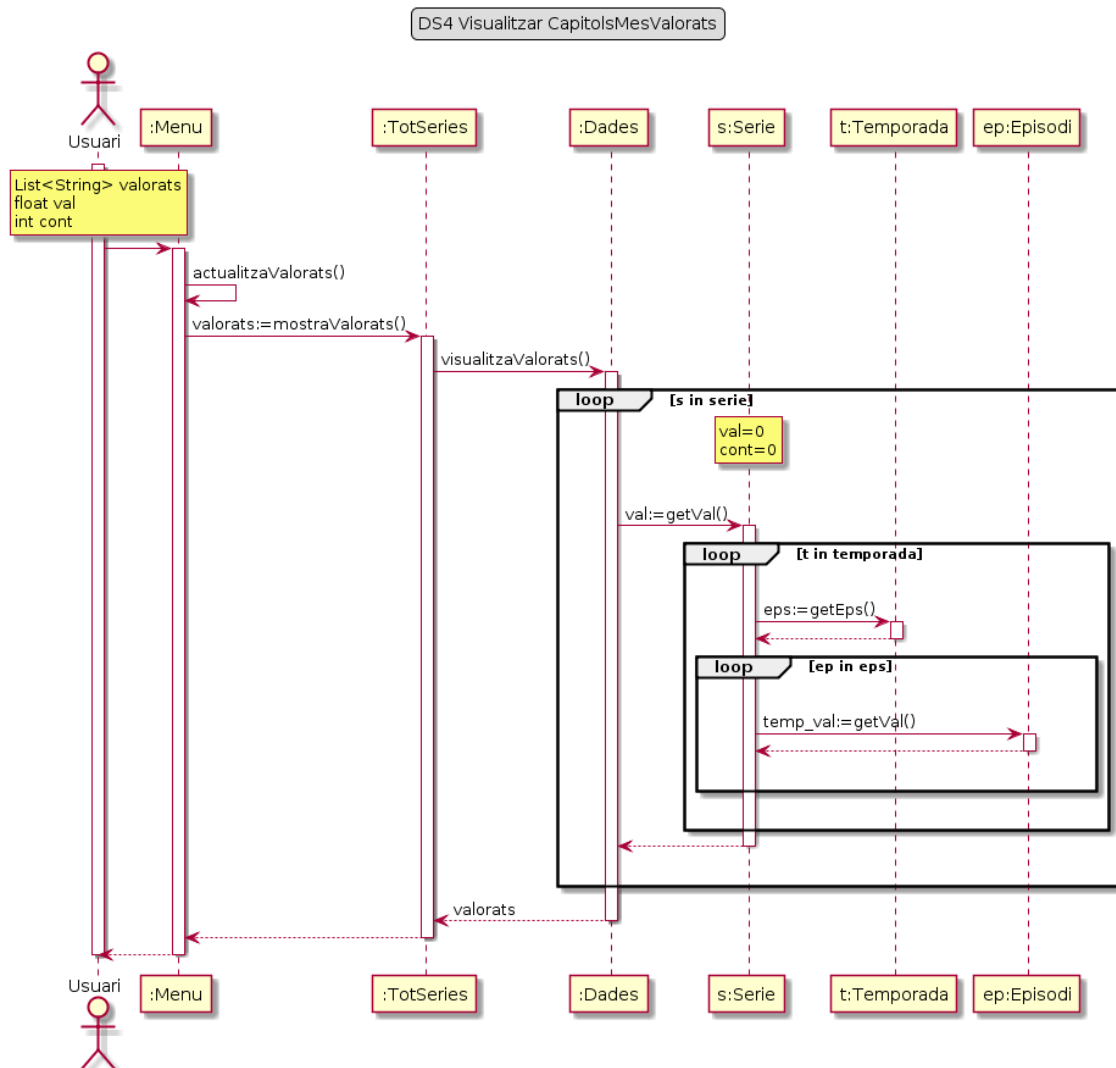 DS4 Visualitzar CapitolsMesValorats
Usuari
:Menu
:TotSeries
:Dades
s:Serie
t:Temporada
ep:Episodi
List<String> valorats
float val
int cont
actualitzaValorats()
valorats:=mostraValorats()
visualitzaValorats()
loop [s in serie]
val=0
cont=0
val:=getVal()
loop [t in temporada]
eps:=getEps()
loop [ep in eps]
temp_val:=getVal()
valorats
Usuari
:Menu
:TotSeries
:Dades
s:Serie
t:Temporada
ep:Episodi